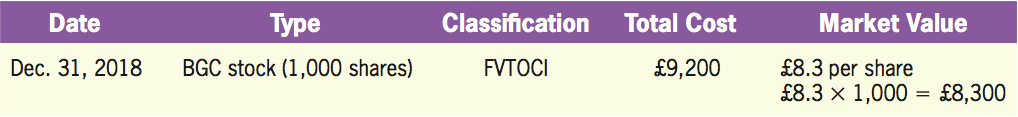 Date Type Classification Total Cost Market Value
Dec. 31, 2018 BGC stock (1,000 shares) FVTOCI £9,200 £8.3 per share
£8.3 × 1,000 = £8,300